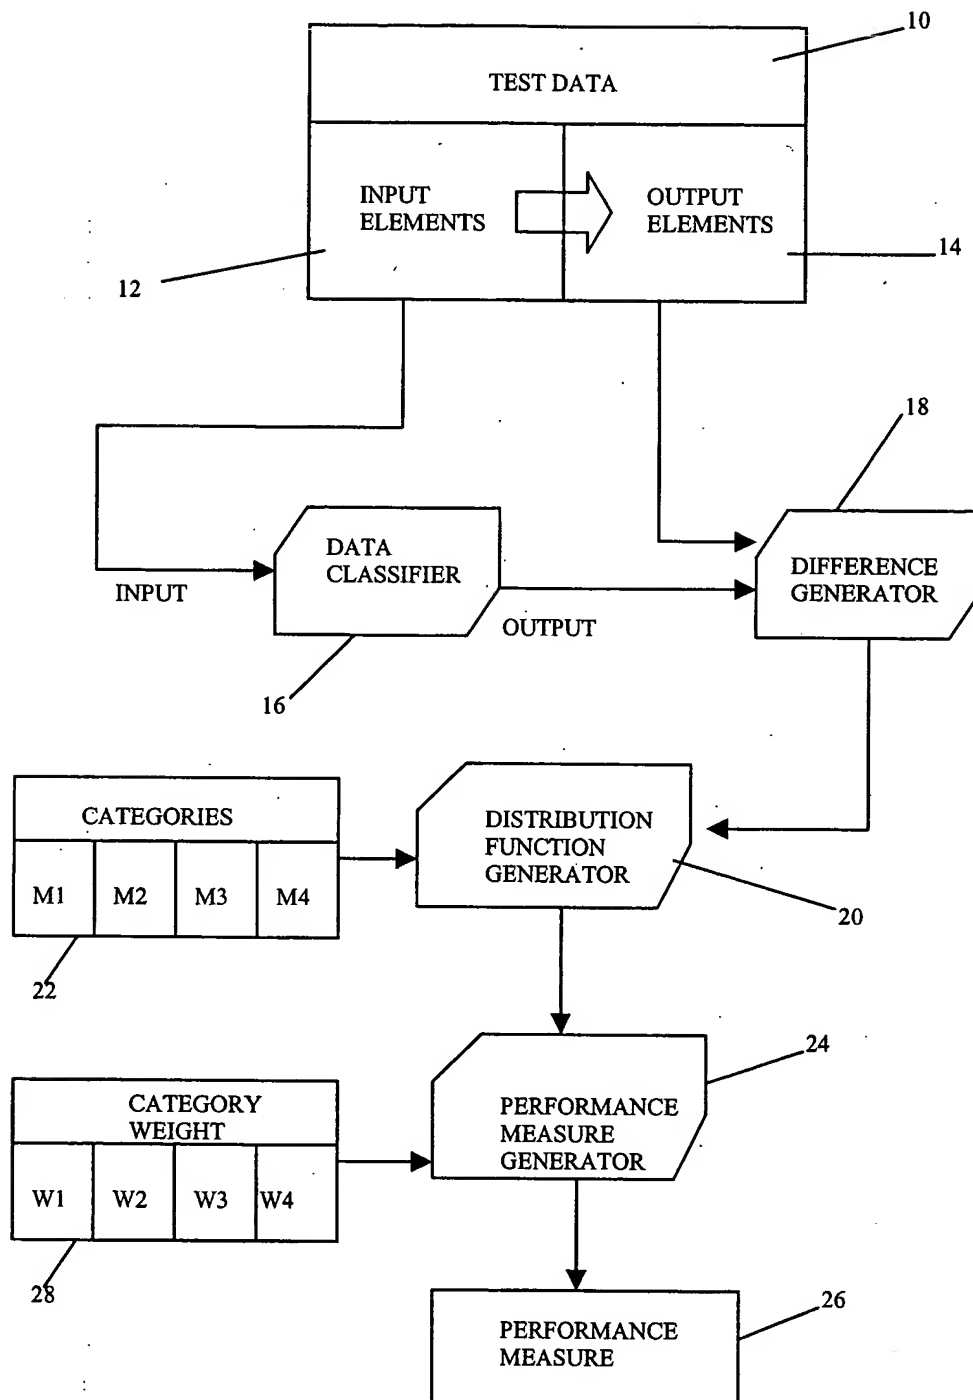 10
TEST DATA
INPUT
ELEMENTS
OUTPUT
ELEMENTS
12
14
18
DATA
CLASSIFIER
DIFFERENCE
GENERATOR
INPUT
OUTPUT
16
CATEGORIES
M1 M2 M3 M4
22
DISTRIBUTION
FUNCTION
GENERATOR
20
24
CATEGORY
WEIGHT
W1 W2 W3 W4
28
PERFORMANCE
MEASURE
GENERATOR
26
PERFORMANCE
MEASURE